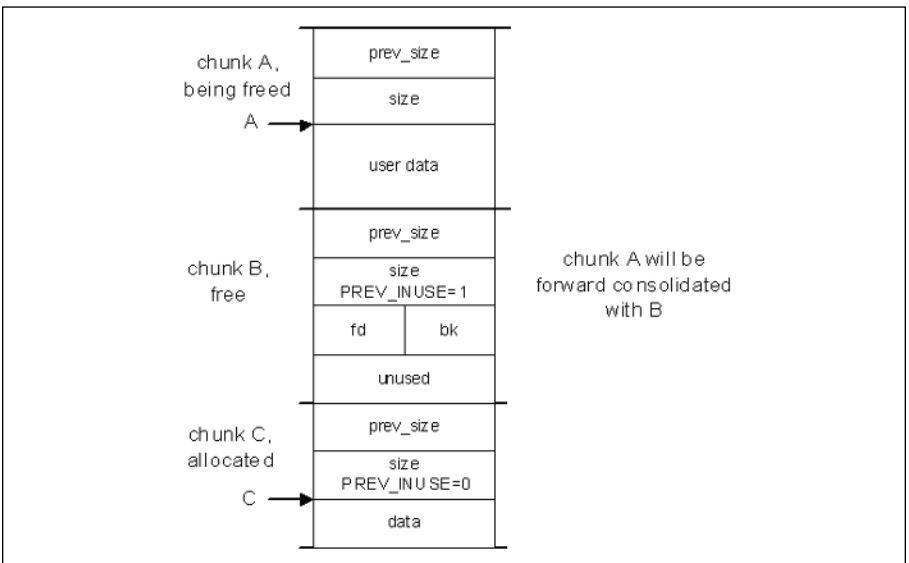 prev_size
chunk A,
being freed
size
A
user data
prev_size
chunk B,
free
size
PREV_INUSE=1
chunk A will be
forward consolidated
with B
fd
bk
unused
prev_size
chunk C,
allocated
size
PREV_INUSE=0
C
data